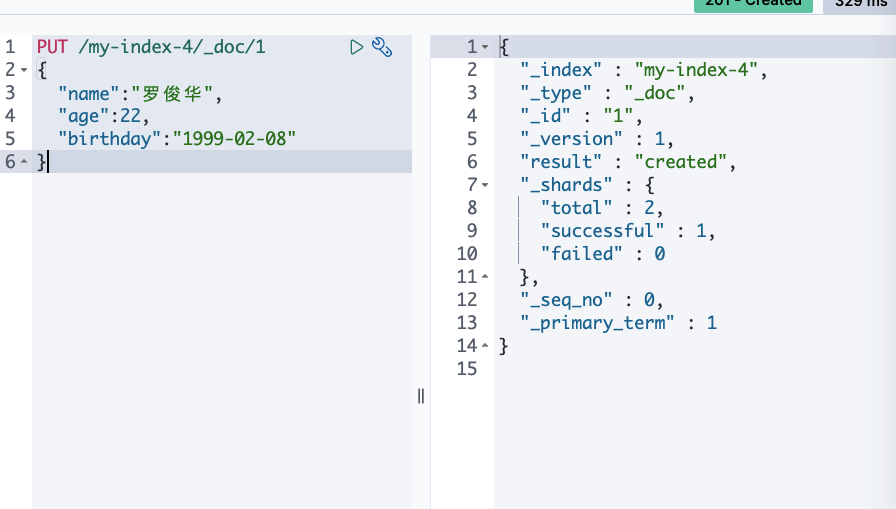 201 - Created 329 ms
1 PUT /my-index-4/_doc/1
2 {
3 "name":"罗俊华",
4 "age":22,
5 "birthday":"1999-02-08"
6 }
1 {
2 "_index" : "my-index-4",
3 "_type" : "_doc",
4 "_id" : "1",
5 "_version" : 1,
6 "result" : "created",
7 "_shards" : {
8 "total" : 2,
9 "successful" : 1,
10 "failed" : 0
11 },
12 "_seq_no" : 0,
13 "_primary_term" : 1
14 }
15